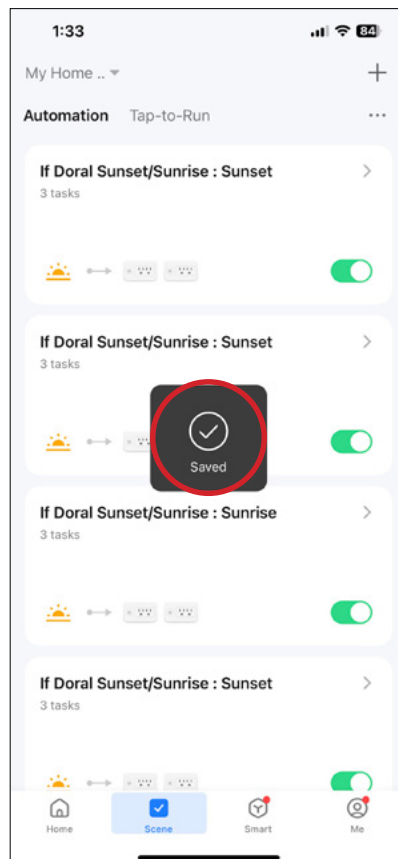 1:33 84
My Home ..
Automation Tap-to-Run
If Doral Sunset/Sunrise : Sunset
3 tasks
If Doral Sunset/Sunrise : Sunset
3 tasks
Saved
If Doral Sunset/Sunrise : Sunrise
3 tasks
If Doral Sunset/Sunrise : Sunset
3 tasks
Home Scene Smart Me